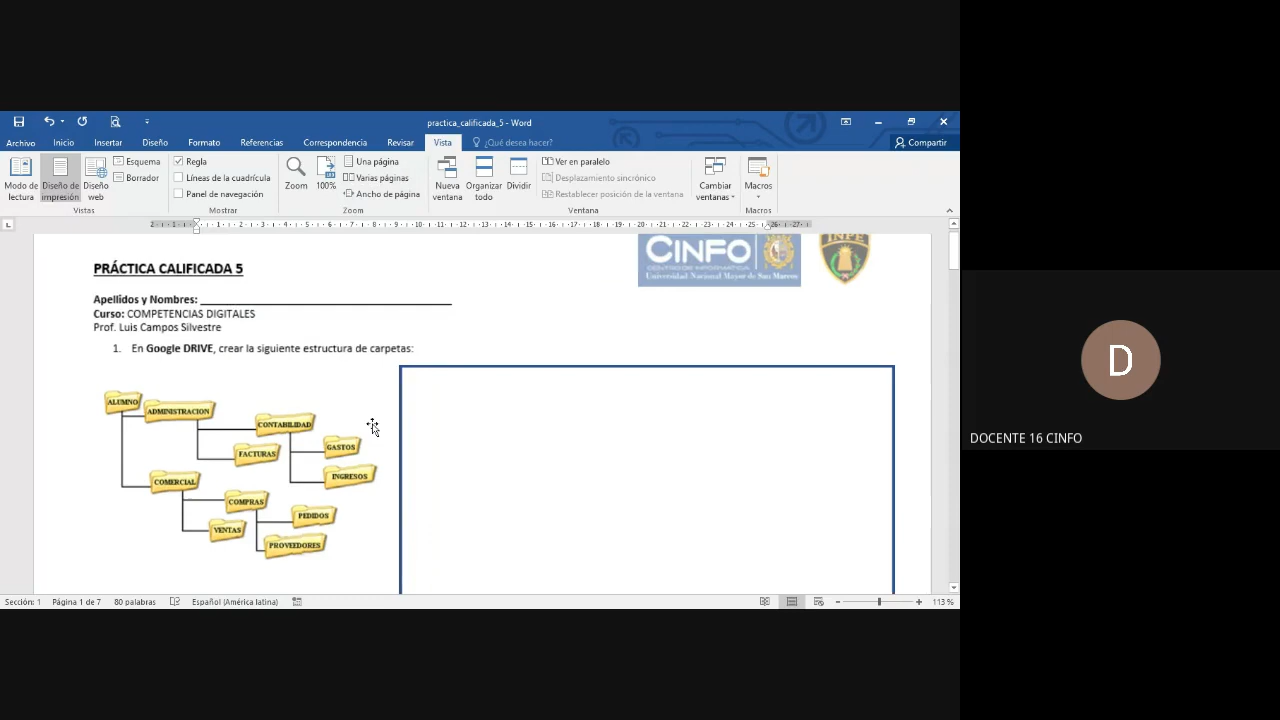 practica_calificada_5 - Word
Archivo
Inicio
Insertar
Diseño
Formato
Referencias
Correspondencia
Revisar
Vista
¿Qué desea hacer?
Compartir
Modo de lectura
Diseño de impresión
Diseño web
Esquema
Borrador
Vistas
Regla
Líneas de la cuadrícula
Panel de navegación
Mostrar
Zoom
100%
Una página
Varias páginas
Ancho de página
Zoom
Nueva ventana
Organizar todo
Dividir
Ver en paralelo
Desplazamiento sincrónico
Restablecer posición de la ventana
Cambiar ventanas
Ventana
Macros
Macros
CINFO
CENTRO DE INFORMÁTICA
Universidad Nacional Mayor de San Marcos
INPE
PRÁCTICA CALIFICADA 5
Apellidos y Nombres:
Curso: COMPETENCIAS DIGITALES
Prof. Luis Campos Silvestre
1. En Google DRIVE, crear la siguiente estructura de carpetas:
ALUMNO
ADMINISTRACION
CONTABILIDAD
GASTOS
FACTURAS
INGRESOS
COMERCIAL
COMPRAS
PEDIDOS
VENTAS
PROVEEDORES
Sección: 1
Página 1 de 7
80 palabras
Español (América latina)
113 %
D
DOCENTE 16 CINFO